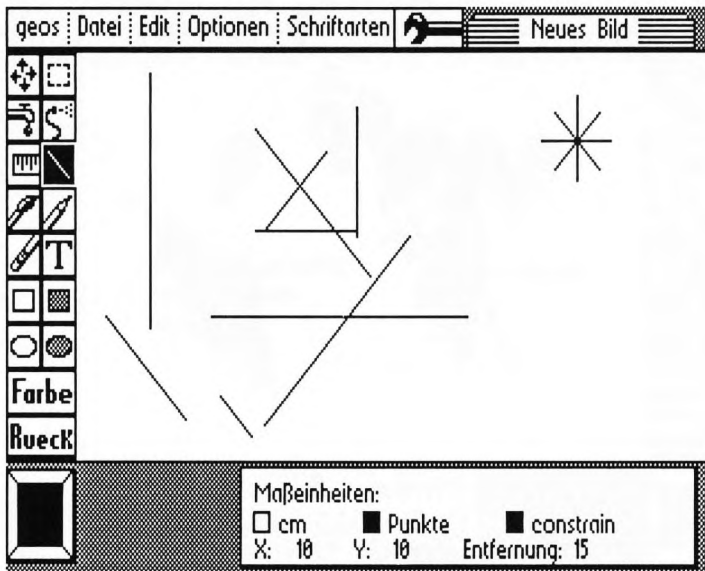 geos Datei Edit Optionen Schriftarten Neues Bild
T
Farbe
Rueck
Maßeinheiten:
cm Punkte constrain
X: 10 Y: 10 Entfernung: 15